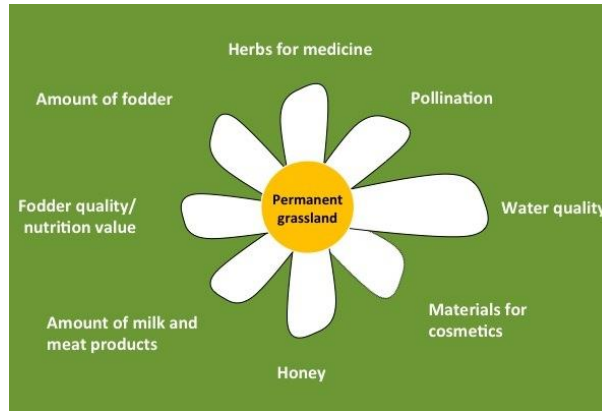 Herbs for medicine
Amount of fodder
Pollination
Permanent
grassland
Fodder quality/
nutrition value
Water quality
Materials for
cosmetics
Amount of milk and
meat products
Honey